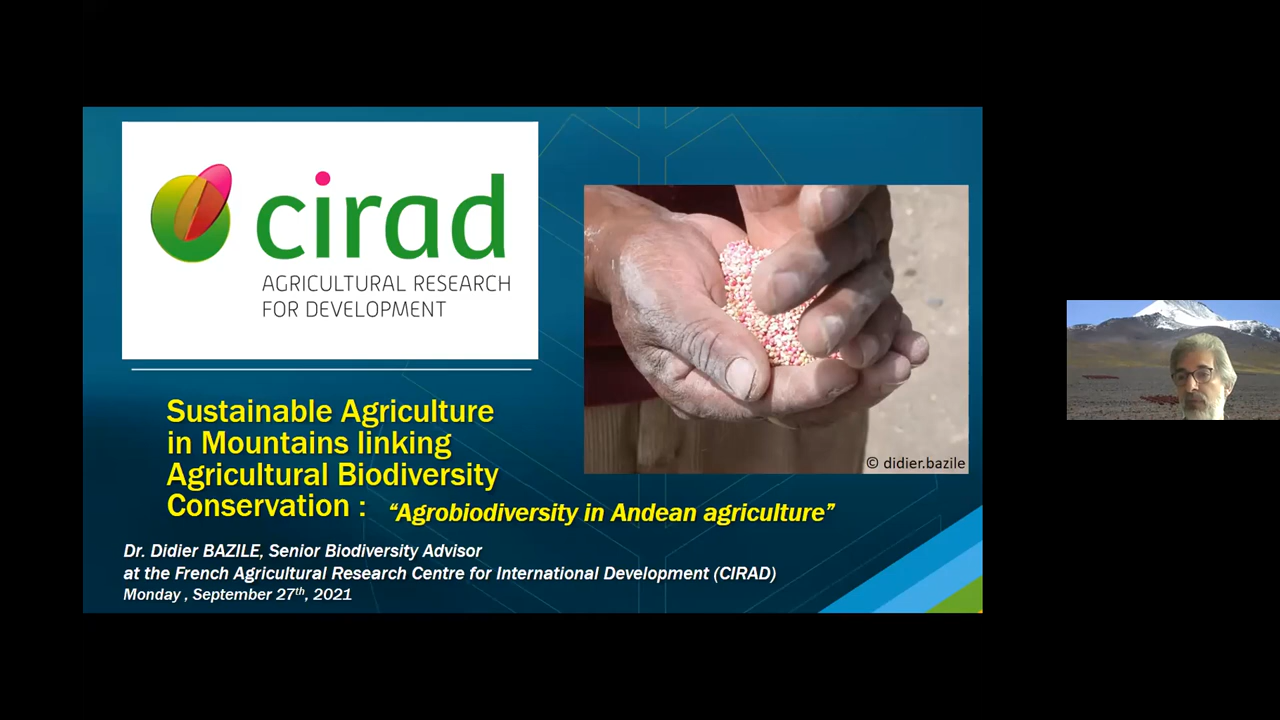 cirad
AGRICULTURAL RESEARCH
FOR DEVELOPMENT
© didier.bazile
Sustainable Agriculture
in Mountains linking
Agricultural Biodiversity
Conservation : “Agrobiodiversity in Andean agriculture”
Dr. Didier BAZILE, Senior Biodiversity Advisor
at the French Agricultural Research Centre for International Development (CIRAD)
Monday , September 27th, 2021